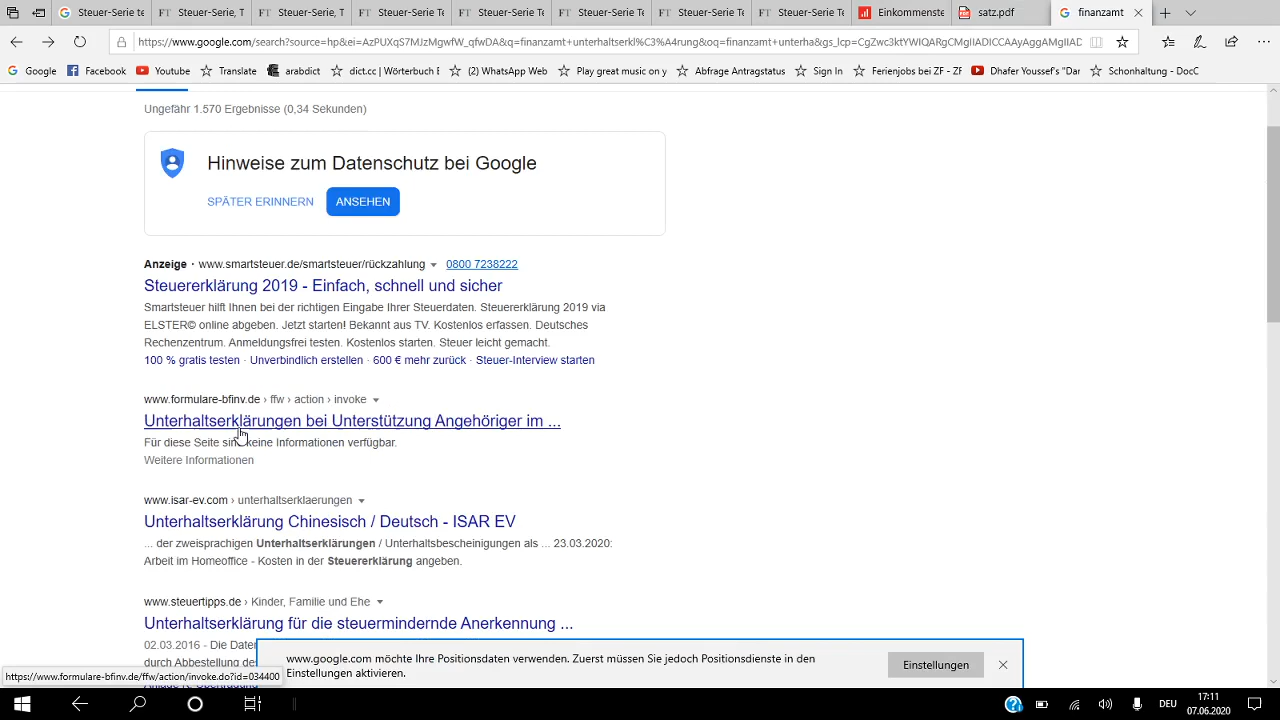 Steuer-Serie te
Steuer-Serie, T
Steuer-Serie, T
Steuer-Serie Te
Steuer-Serie Te
Steuer-Serie Te
Steuer-Serie Te
Steuer-Serie, T
Einkommenste
satz.pdf
finanzamt
https://www.google.com/search?source=hp&ei=AzPUXqS7MJzMgwfW_qfwDA&q=finanzamt+unterhaltserkl%C3%A4rung&oq=finanzamt+unterha&gs_lcp=CgZwc3ktYWIQARgCMgIIADICCAAyAggAMgIIAD
Google
Facebook
Youtube
Translate
arabdict
dict.cc | Wörterbuch E
(2) WhatsApp Web
Play great music on y
Abfrage Antragstatus
Sign In
Ferienjobs bei ZF - ZF
Dhafer Youssef's "Dar
Schonhaltung - DocC
Ungefähr 1.570 Ergebnisse (0,34 Sekunden)
Hinweise zum Datenschutz bei Google
SPÄTER ERINNERN ANSEHEN
Anzeige · www.smartsteuer.de/smartsteuer/rückzahlung 0800 7238222
Steuererklärung 2019 - Einfach, schnell und sicher
Smartsteuer hilft Ihnen bei der richtigen Eingabe Ihrer Steuerdaten. Steuererklärung 2019 via
ELSTER© online abgeben. Jetzt starten! Bekannt aus TV. Kostenlos erfassen. Deutsches
Rechenzentrum. Anmeldungsfrei testen. Kostenlos starten. Steuer leicht gemacht.
100 % gratis testen · Unverbindlich erstellen · 600 € mehr zurück · Steuer-Interview starten
www.formulare-bfinv.de › ffw › action › invoke
Unterhaltserklärungen bei Unterstützung Angehöriger im ...
Für diese Seite sind keine Informationen verfügbar.
Weitere Informationen
www.isar-ev.com › unterhaltserklaerungen
Unterhaltserklärung Chinesisch / Deutsch - ISAR EV
... der zweisprachigen Unterhaltserklärungen / Unterhaltsbescheinigungen als ... 23.03.2020:
Arbeit im Homeoffice - Kosten in der Steuererklärung angeben.
www.steuertipps.de › Kinder, Familie und Ehe
Unterhaltserklärung für die steuermindernde Anerkennung ...
02.03.2016 - Die Daten
durch Abbestellung des
www.google.com möchte Ihre Positionsdaten verwenden. Zuerst müssen Sie jedoch Positionsdienste in den
Einstellungen aktivieren.
Einstellungen
https://www.formulare-bfinv.de/ffw/action/invoke.do?id=034400
DEU
17:11
07.06.2020